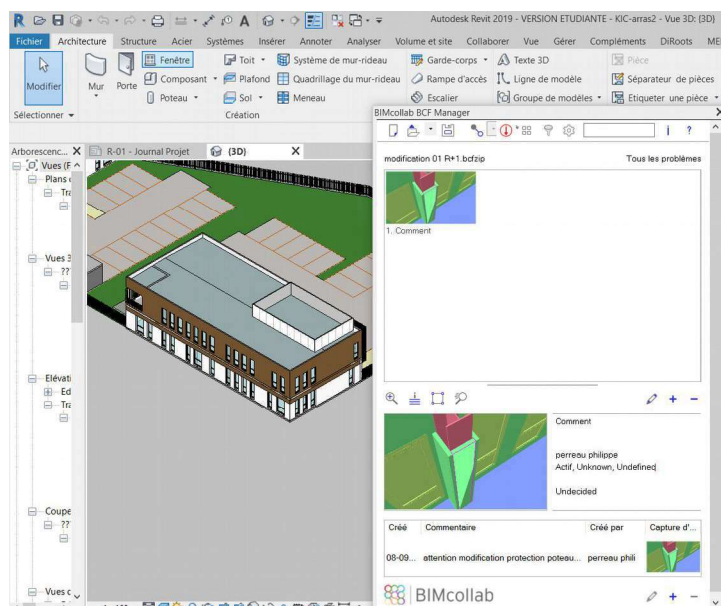 Autodesk Revit 2019 - VERSION ETUDIANTE - KIC-arras2 - Vue 3D: {3D}
Fichier Architecture Structure Acier Systèmes Insérer Annoter Analyser Volume et site Collaborer Vue Gérer Compléments DiRoots
Fenêtre Toit Système de mur-rideau Garde-corps Texte 3D Pièce
Modifier Mur Porte Composant Plafond Quadrillage du mur-rideau Rampe d'accès Ligne de modèle Séparateur de pièces
Poteau Sol Meneau Escalier Groupe de modèles Etiqueter une pièce
Sélectionner Création
BIMcollab BCF Manager
Arborescenc... X R-01 - Journal Projet {3D} X
modification 01 R+1.bcfzip Tous les problèmes
Vues (F
Plans
Tra
1. Comment
Vues 3
??
Elévati
Ed
Tra
Comment
perreau philippe
Actif, Unknown, Undefined
Undecided
Coupe
??
Créé Commentaire Créé par Capture d'...
08-09... attention modification protection poteau... perreau phili
Vues
BIMcollab